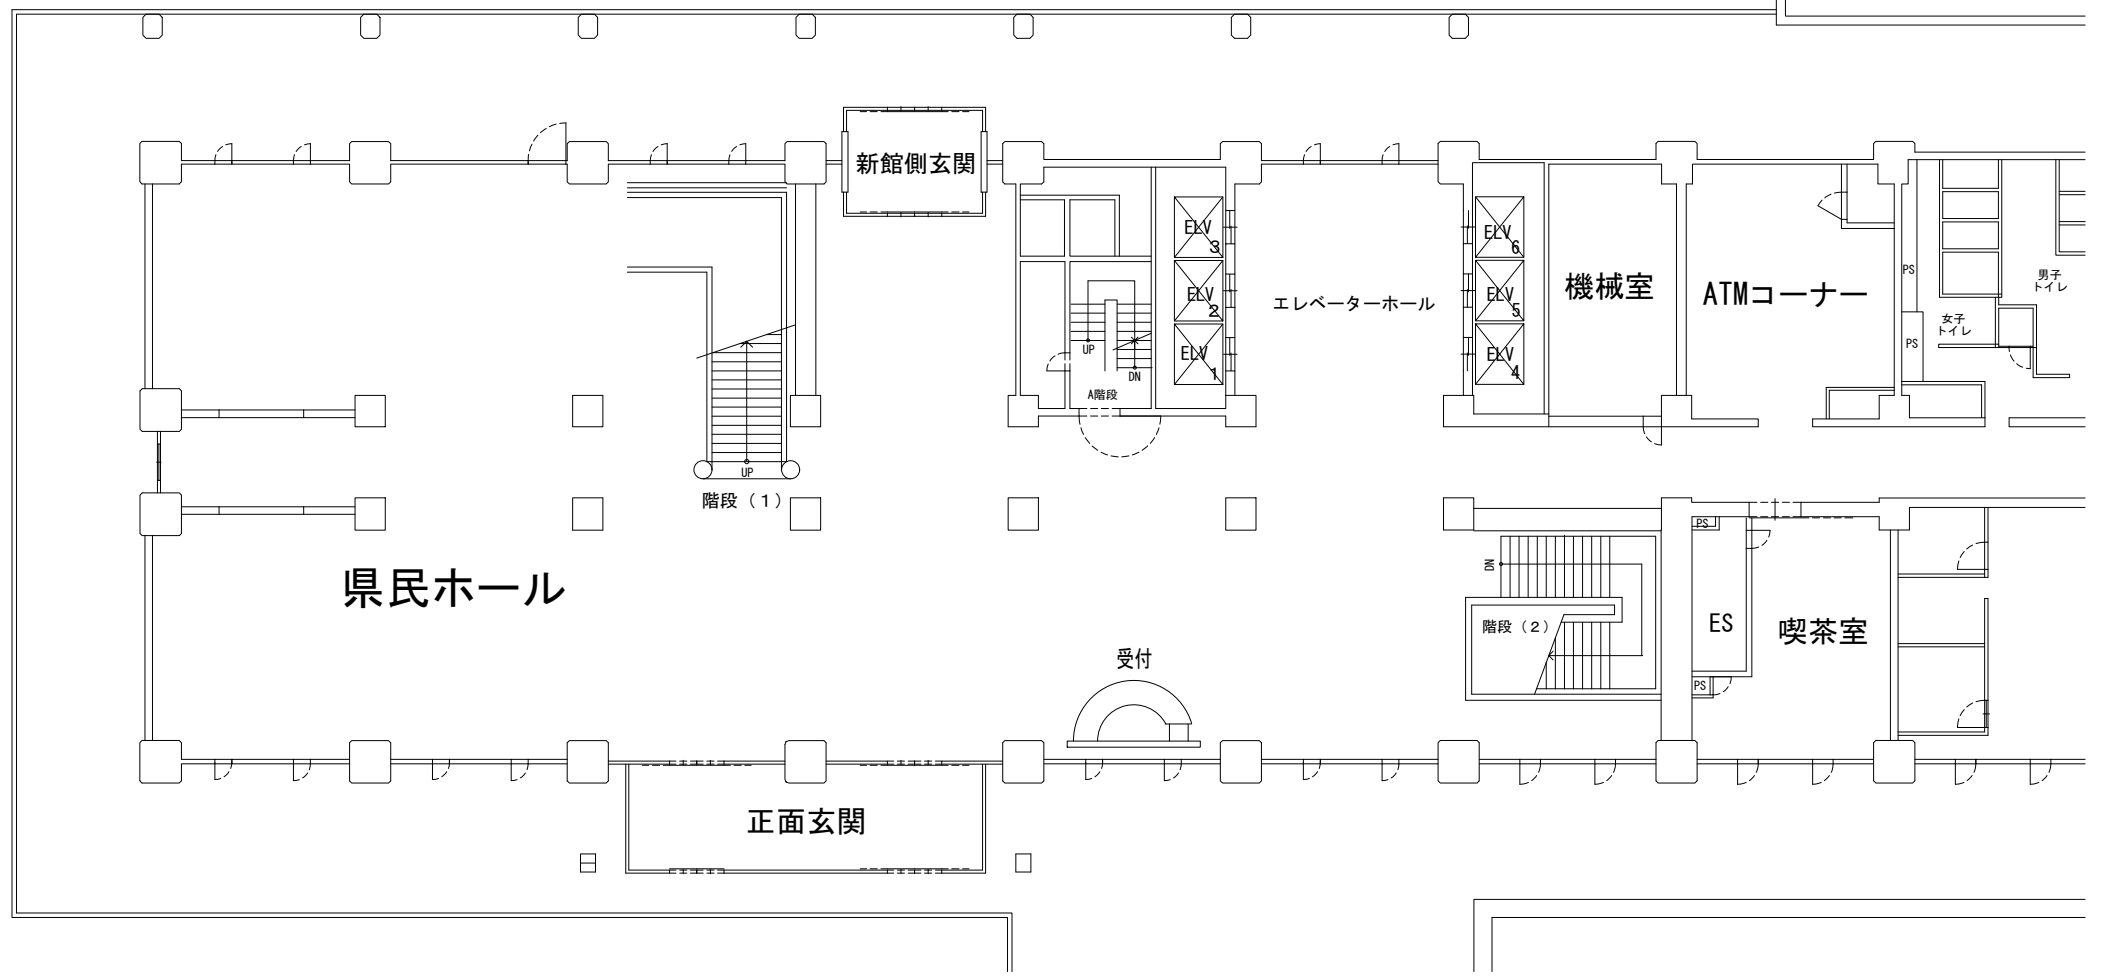 新館側玄関
ELV
3
ELV
2
ELV
1
エレベーターホール
ELV
6
ELV
5
ELV
4
機械室
ATMコーナー
PS
PS
男子
トイレ
女子
トイレ
UP
DN
A階段
UP
階段(1)
県民ホール
受付
正面玄関
DN
階段(2)
PS
ES
PS
喫茶室